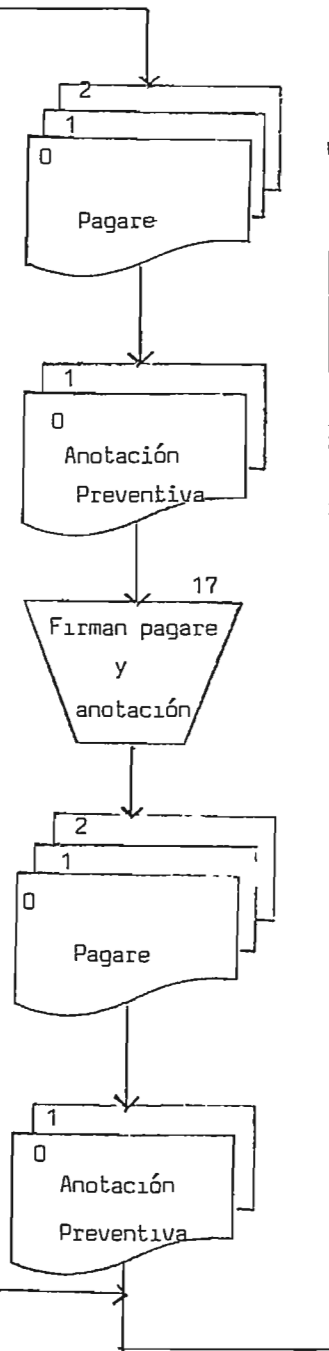 2
1
0
Pagare
1
0
Anotación
Preventiva
17
Firman pagare
y
anotación
2
1
0
Pagare
1
0
Anotación
Preventiva